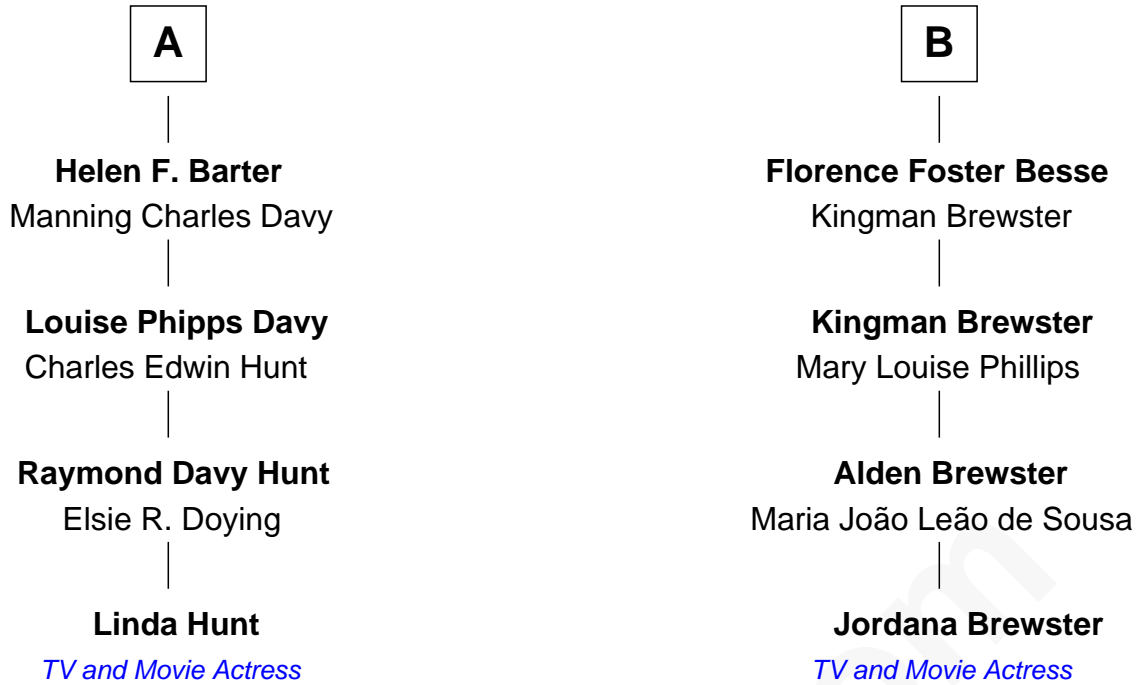 A
B
Helen F. Barter
Manning Charles Davy
Florence Foster Besse
Kingman Brewster
Louise Phipps Davy
Charles Edwin Hunt
Kingman Brewster
Mary Louise Phillips
Raymond Davy Hunt
Elsie R. Doying
Alden Brewster
Maria João Leão de Sousa
Linda Hunt
TV and Movie Actress
Jordana Brewster
TV and Movie Actress